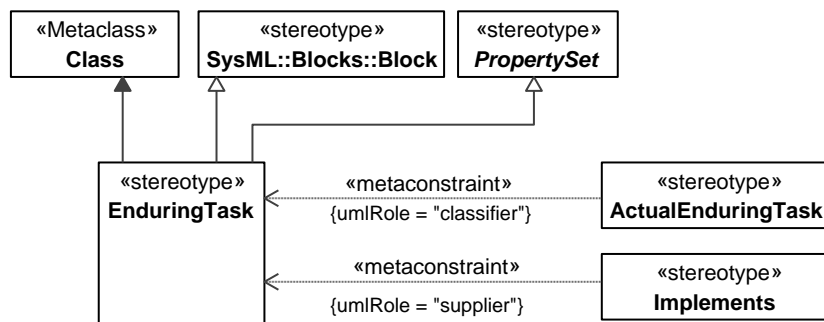 «Metaclass»
Class
«stereotype»
SysML::Blocks::Block
«stereotype»
PropertySet
«stereotype»
EnduringTask
«metaconstraint»
{umlRole = "classifier"}
«stereotype»
ActualEnduringTask
«metaconstraint»
{umlRole = "supplier"}
«stereotype»
Implements